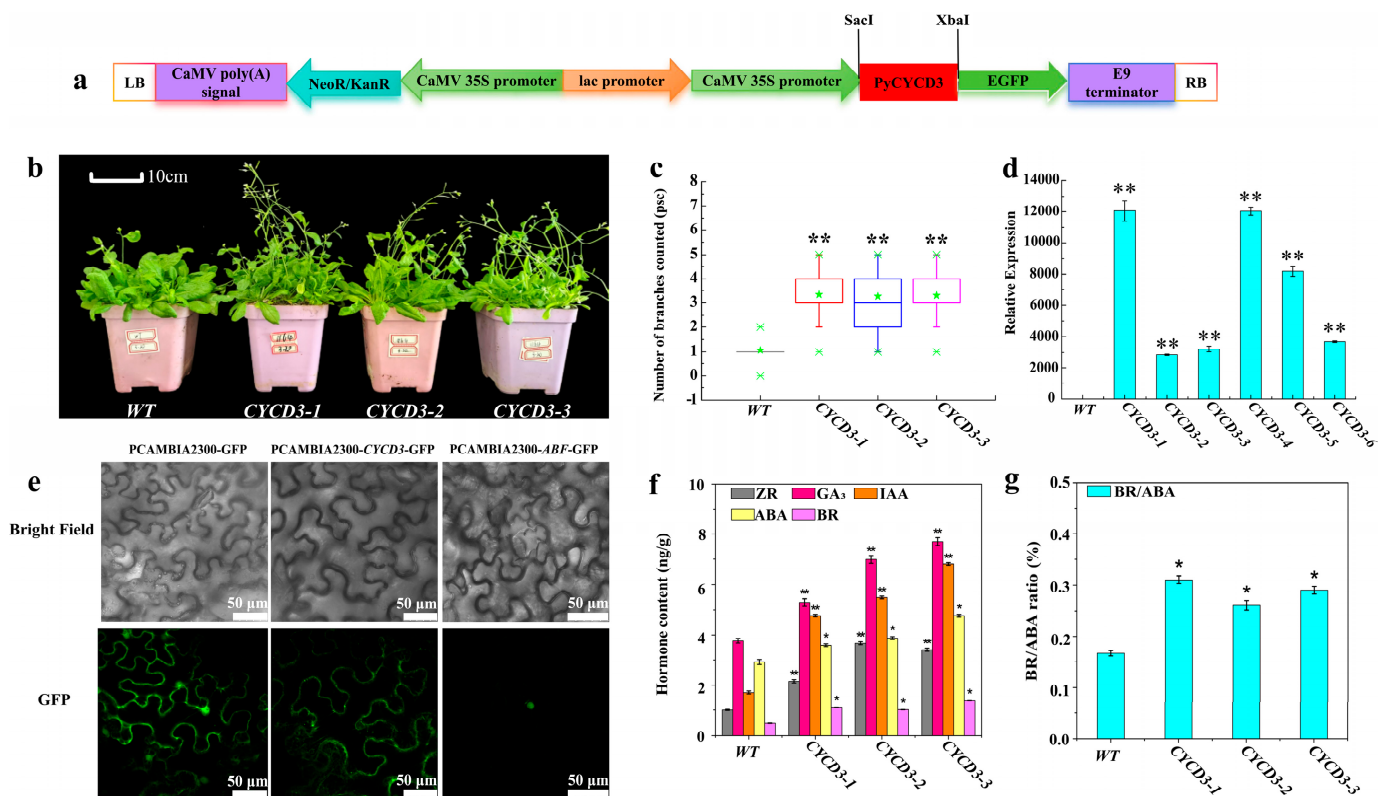 SacI XbaI
a LB CaMV poly(A) signal NeoR/KanR CaMV 35S promoter lac promoter CaMV 35S promoter PyCYCD3 EGFP E9 terminator RB
b
10cm
WT CYCD3-1 CYCD3-2 CYCD3-3
c
Number of branches counted (psc)
9
8
7
6
5
4
3
2
1
0
-1
** ** **
WT CYCD3-1 CYCD3-2 CYCD3-3
d
Relative Expression
14000
12000
10000
8000
6000
4000
2000
0
** ** ** ** ** **
CYCD3-1 CYCD3-2 CYCD3-3 CYCD3-4 CYCD3-5 CYCD3-6
WT
e
PCAMBIA2300-GFP PCAMBIA2300-CYCD3-GFP PCAMBIA2300-ABF-GFP
Bright Field
50 µm 50 µm 50 µm
GFP
50 µm 50 µm 50 µm
f
Hormone content (ng/g)
10
8
6
4
2
0
ZR GA₃ IAA
ABA BR
** ** ** * *
** ** ** * *
** ** ** * *
WT CYCD3-1 CYCD3-2 CYCD3-3
g
BR/ABA ratio (%)
0.5
0.4
0.3
0.2
0.1
0.0
BR/ABA
* * *
WT CYCD3-1 CYCD3-2 CYCD3-3